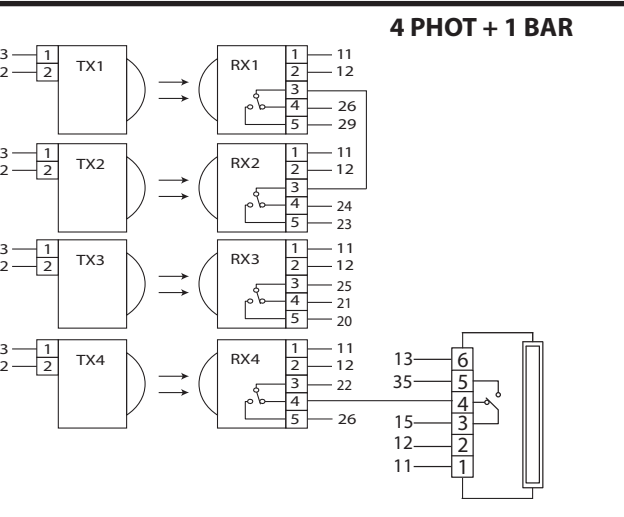 4 PHOT + 1 BAR
3 1 TX1 RX1 1 11
2 2 2 12
3
4 26
5 29
3 1 TX2 RX2 1 11
2 2 2 12
3
4 24
5 23
3 1 TX3 RX3 1 11
2 2 2 12
3 25
4 21
5 20
3 1 TX4 RX4 1 11
2 2 2 12
3 22
4
5 26
13 6
35 5
4
15 3
12 2
11 1